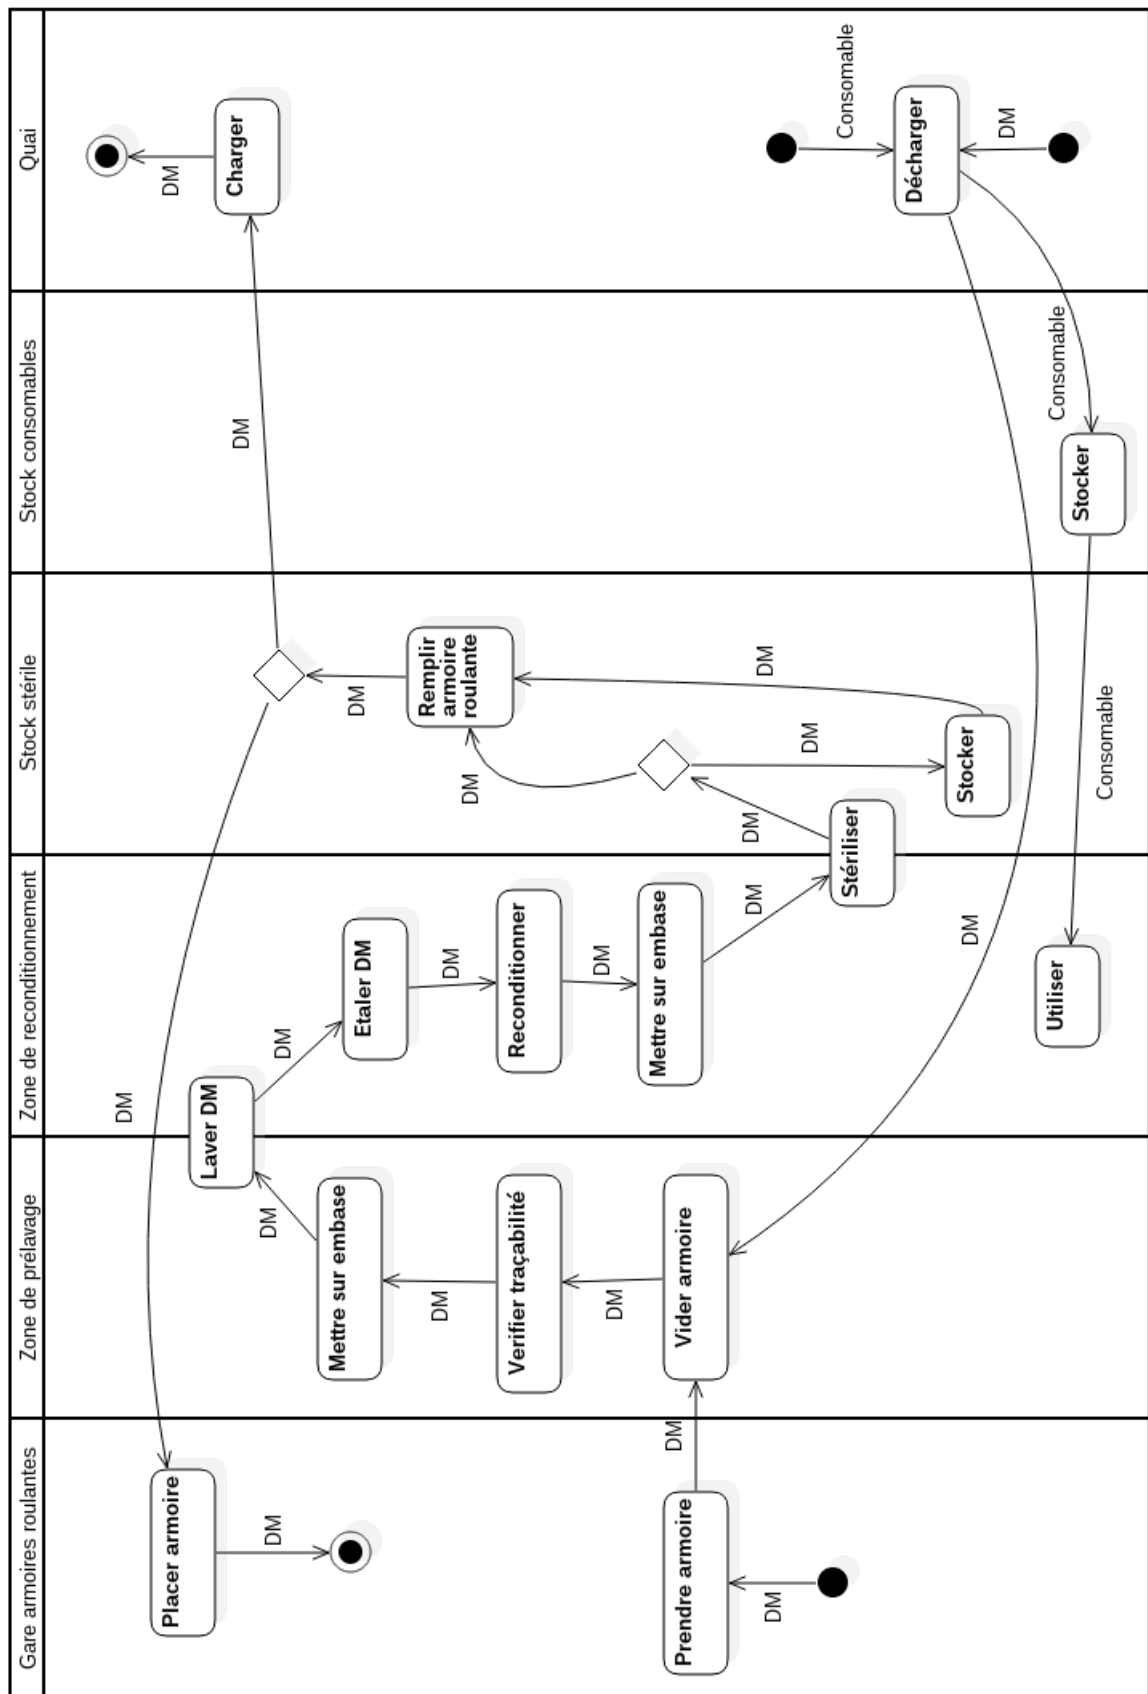 Gare armoires roulantes
Zone de prélavage
Zone de reconditionnement
Stock stérile
Stock consomables
Quai
Placer armoire
DM
Prendre armoire
DM
DM
Vider armoire
DM
Verifier traçabilité
DM
Mettre sur embase
DM
Laver DM
DM
DM
Etaler DM
DM
Reconditionner
DM
Mettre sur embase
DM
Stériliser
DM
DM
DM
Stocker
DM
Remplir
armoire
roulante
DM
DM
Charger
DM
Consomable
Décharger
DM
DM
Consomable
Stocker
Consomable
Utiliser